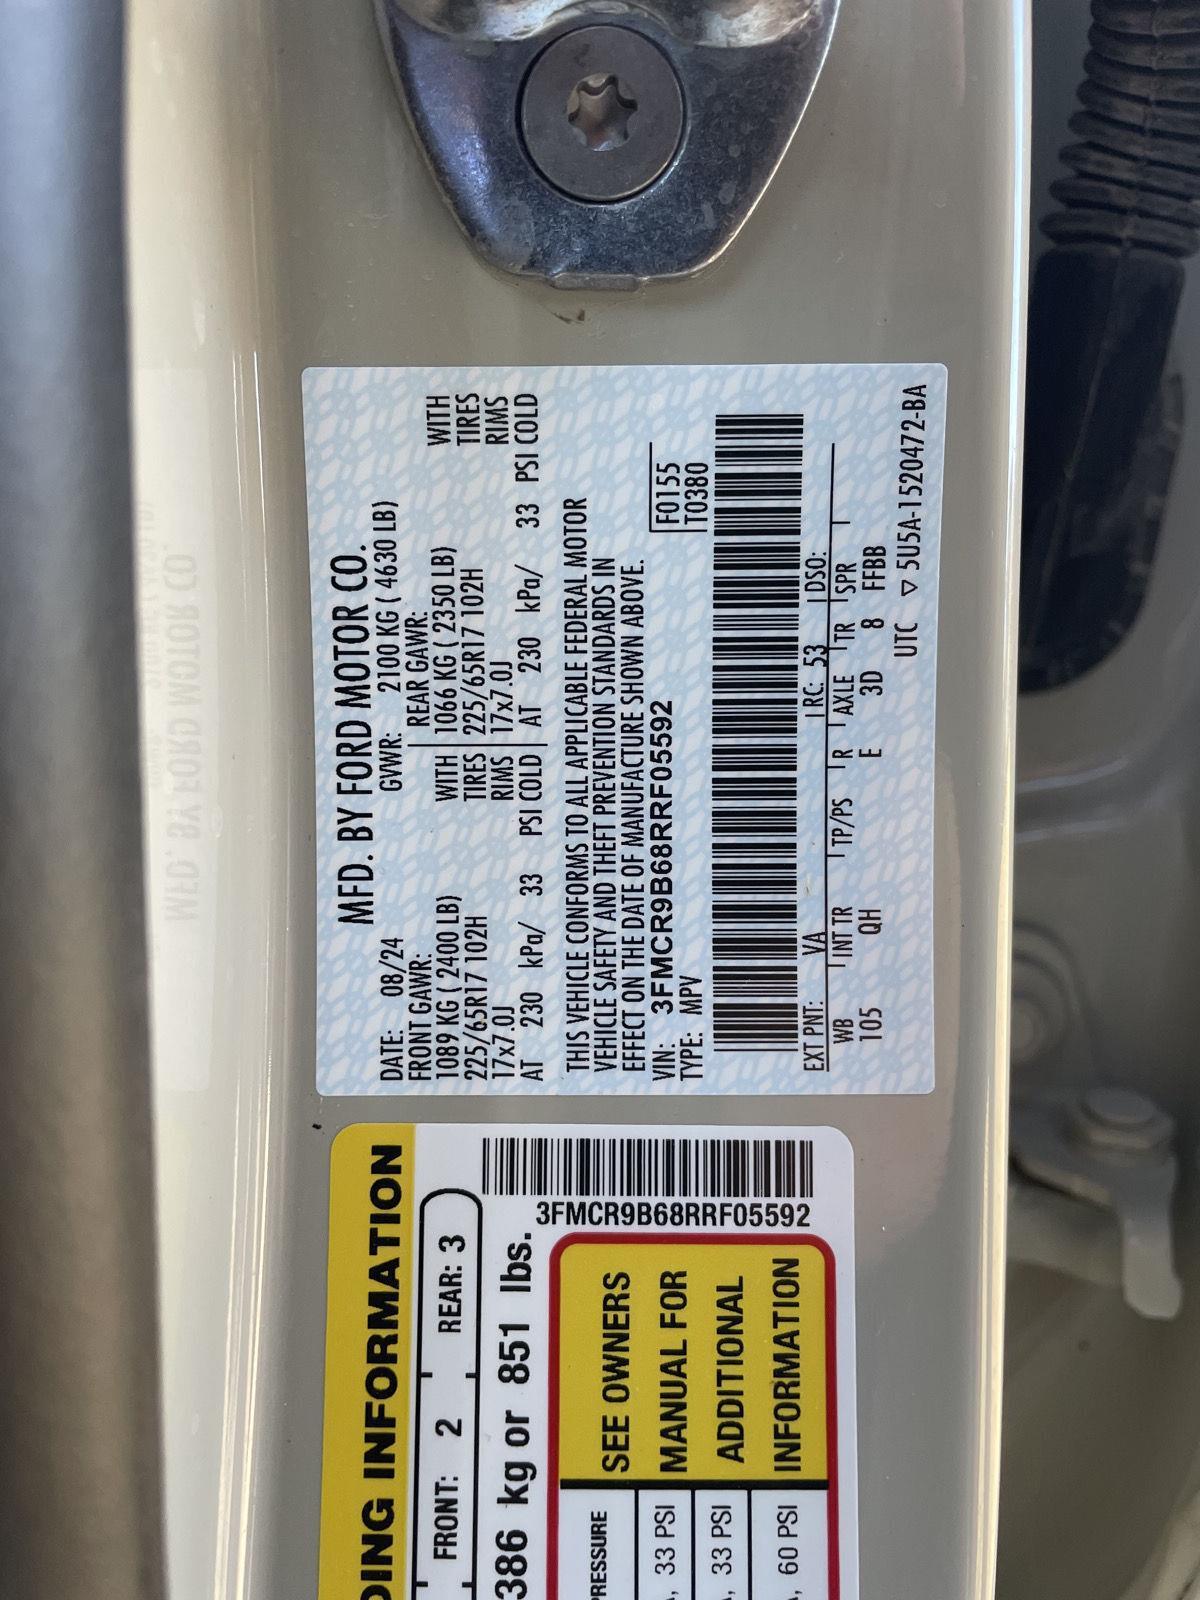 MFD. BY FORD MOTOR CO.
DATE: 08/24 GVWR: 2100 KG ( 4630 LB)
FRONT GAWR: REAR GAWR:
1089 KG ( 2400 LB) WITH 1066 KG ( 2350 LB) WITH
225/65R17 102H TIRES 225/65R17 102H TIRES
17x7.0J RIMS 17x7.0J RIMS
AT 230 kPa/ 33 PSI COLD AT 230 kPa/ 33 PSI COLD
THIS VEHICLE CONFORMS TO ALL APPLICABLE FEDERAL MOTOR
VEHICLE SAFETY AND THEFT PREVENTION STANDARDS IN
EFFECT ON THE DATE OF MANUFACTURE SHOWN ABOVE.
VIN: 3FMCR9B68RRF05592 F0155
TYPE: MPV T0380
EXT PNT: VA RC: 53 DSO:
WB INT TR TP/PS R AXLE TR SPR
105 QH E 3D 8 FFBB
UTC ▽ 5U5A-1520472-BA
DING INFORMATION
FRONT: 2 REAR: 3
386 kg or 851 lbs.
3FMCR9B68RRF05592
PRESSURE
, 33 PSI
, 33 PSI
, 60 PSI
SEE OWNERS
MANUAL FOR
ADDITIONAL
INFORMATION